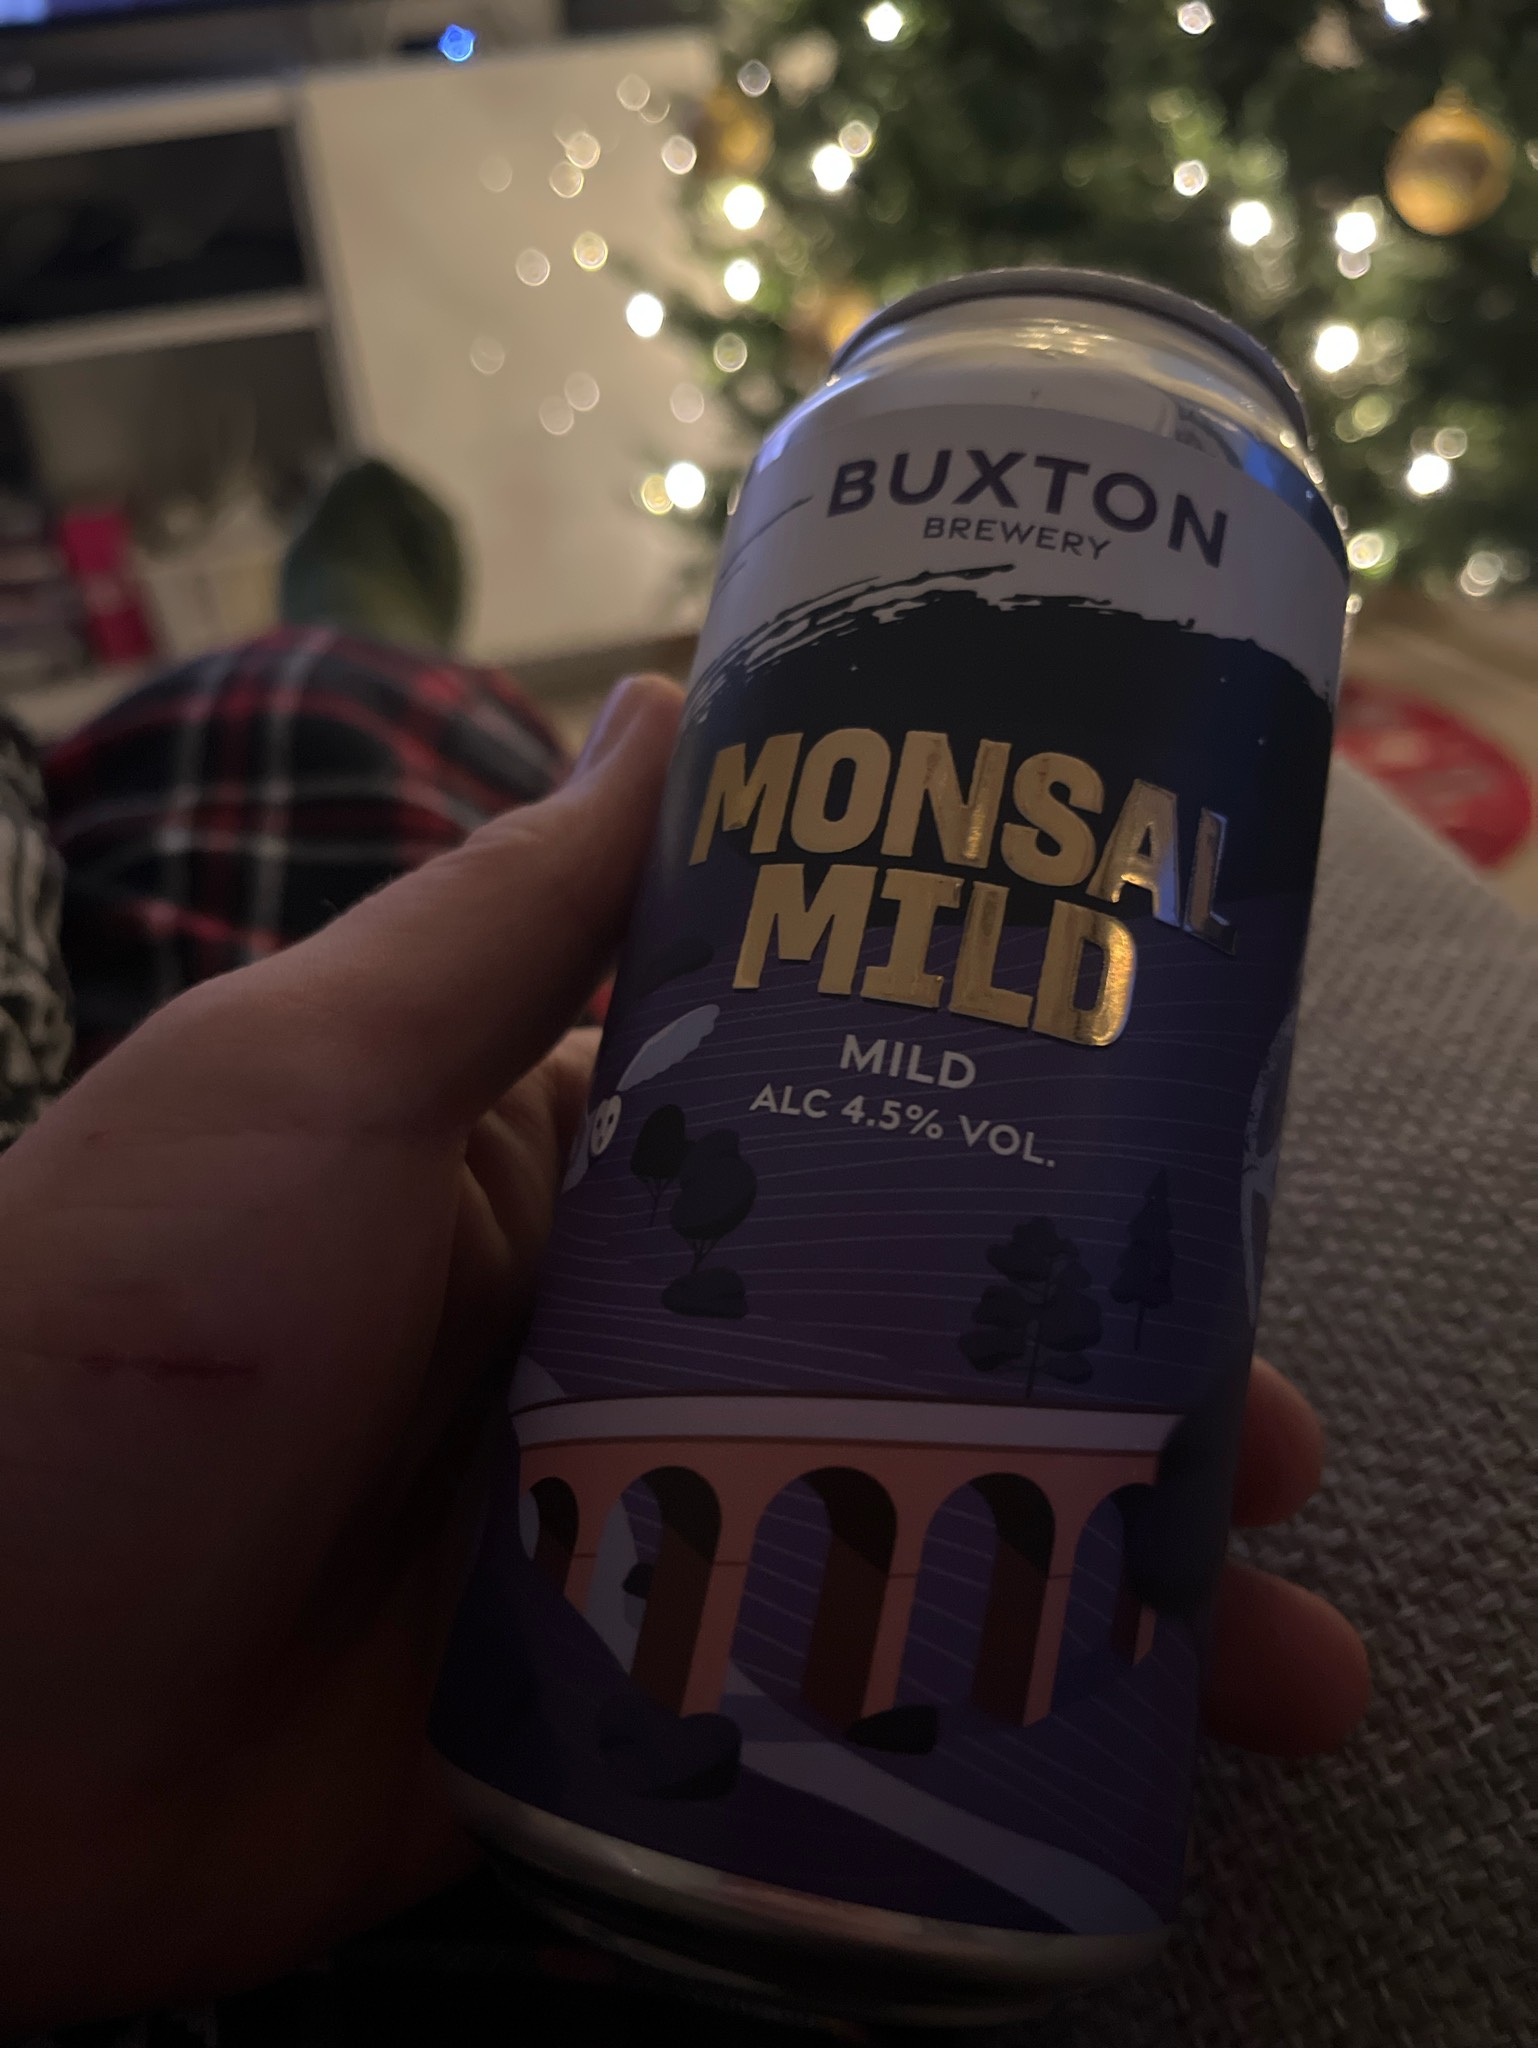 BUXTON
BREWERY
MONSAL
MILD
MILD
ALC 4.5% VOL.